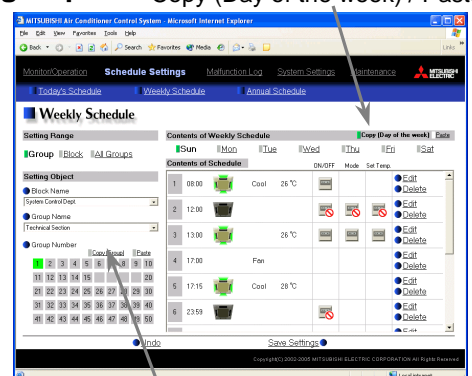 Copy (Day of the week) / Past
MITSUBISHI Air Conditioner Control System - Microsoft Internet Explorer
File Edit View Favorites Tools Help
Back Search Favorites Media Links
Monitor/Operation Schedule Settings Malfunction Log System Settings Maintenance MITSUBISHI ELECTRIC
Today's Schedule Weekly Schedule Annual Schedule
Weekly Schedule
Setting Range
Group Block All Groups
Setting Object
Block Name
System Control Dept.
Group Name
Technical Section
Group Number
Copy(Group) Paste
1 2 3 4 5 6 8 9 10
11 12 13 14 15 20
21 22 23 24 25 26 27 28 29 30
31 32 33 34 35 36 37 38 39 40
41 42 43 44 45 46 47 48 49 50
Contents of Weekly Schedule Copy (Day of the week) Paste
Sun Mon Tue Wed Thu Fri Sat
Contents of Schedule ON/OFF Mode Set Temp.
1 08:00 Cool 26°C Edit
Delete
2 12:00 Edit
Delete
3 13:00 26°C Edit
Delete
4 17:00 Fan Edit
Delete
5 17:15 Cool 28°C Edit
Delete
6 23:59 Edit
Delete
Edit
Undo Save Settings
Copyright(C) 2002-2005 MITSUBISHI ELECTRIC CORPORATION All Rights Reserved
Local intranet